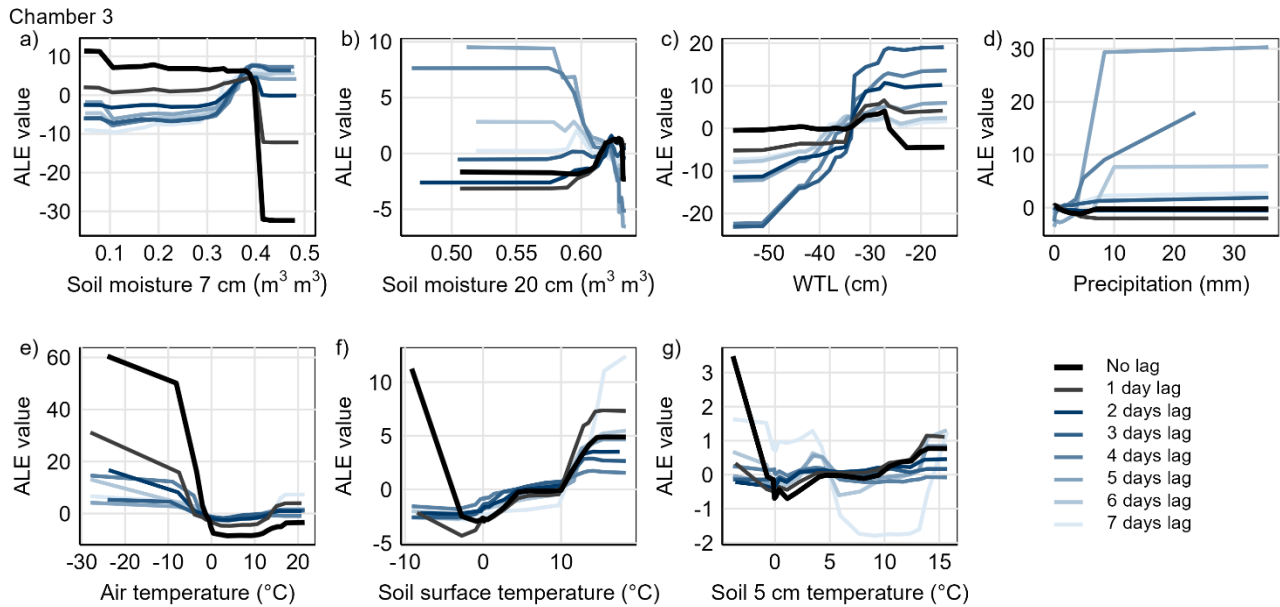 Chamber 3
a) b) c) d)
ALE value
10
0
-10
-20
-30
0.1 0.2 0.3 0.4 0.5
Soil moisture 7 cm (m³ m³)
ALE value
10
5
0
-5
0.50 0.55 0.60
Soil moisture 20 cm (m³ m³)
ALE value
20
10
0
-10
-20
-50 -40 -30 -20
WTL (cm)
ALE value
30
20
10
0
0 10 20 30
Precipitation (mm)
e) f) g)
ALE value
60
40
20
0
-30 -20 -10 0 10 20
Air temperature (°C)
ALE value
10
5
0
-5
-10 0 10
Soil surface temperature (°C)
ALE value
3
2
1
0
-1
-2
0 5 10 15
Soil 5 cm temperature (°C)
No lag
1 day lag
2 days lag
3 days lag
4 days lag
5 days lag
6 days lag
7 days lag